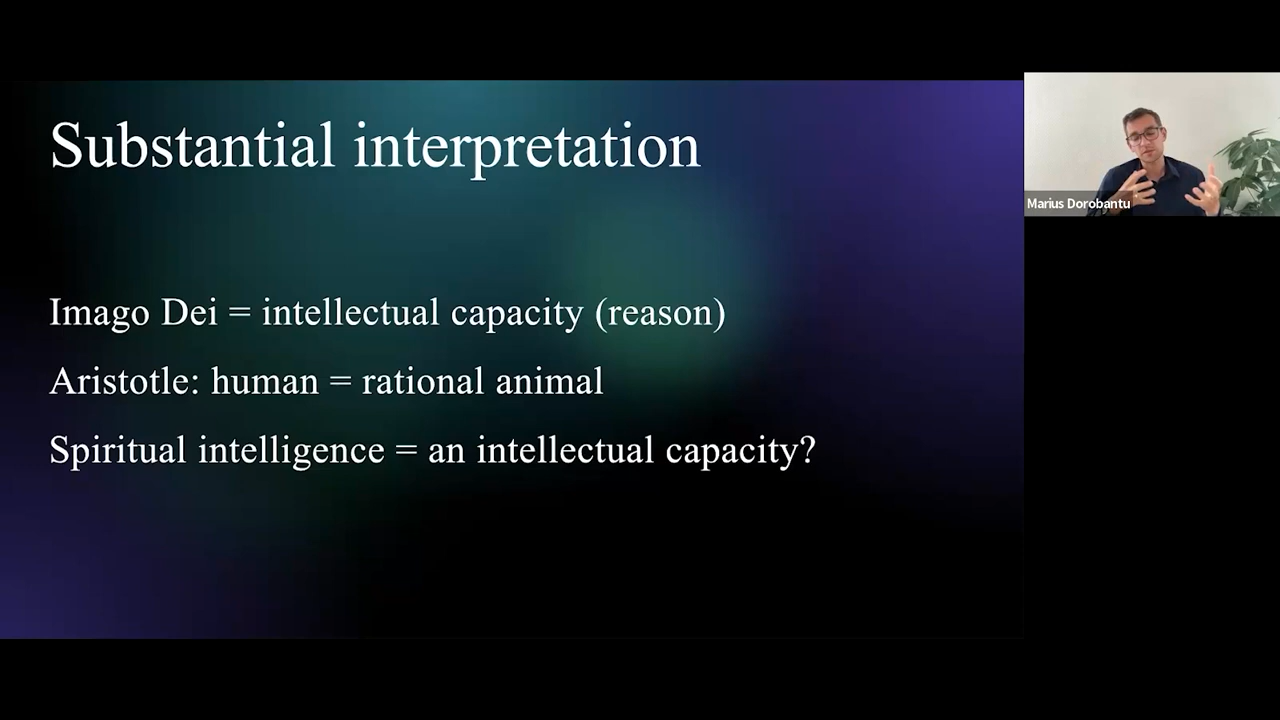 Substantial interpretation
Imago Dei = intellectual capacity (reason)
Aristotle: human = rational animal
Spiritual intelligence = an intellectual capacity?
Marius Dorobantu